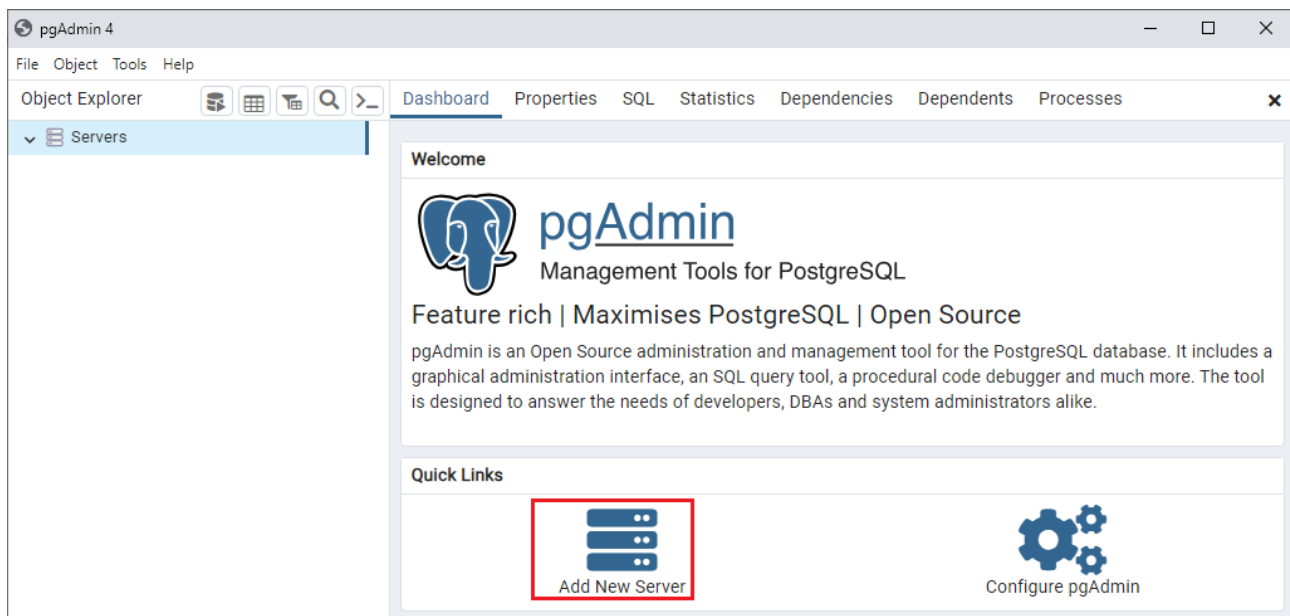 pgAdmin 4
File Object Tools Help
Object Explorer
Dashboard Properties SQL Statistics Dependencies Dependents Processes
Servers
Welcome
pgAdmin
Management Tools for PostgreSQL
Feature rich | Maximises PostgreSQL | Open Source
pgAdmin is an Open Source administration and management tool for the PostgreSQL database. It includes a
graphical administration interface, an SQL query tool, a procedural code debugger and much more. The tool
is designed to answer the needs of developers, DBAs and system administrators alike.
Quick Links
Add New Server
Configure pgAdmin